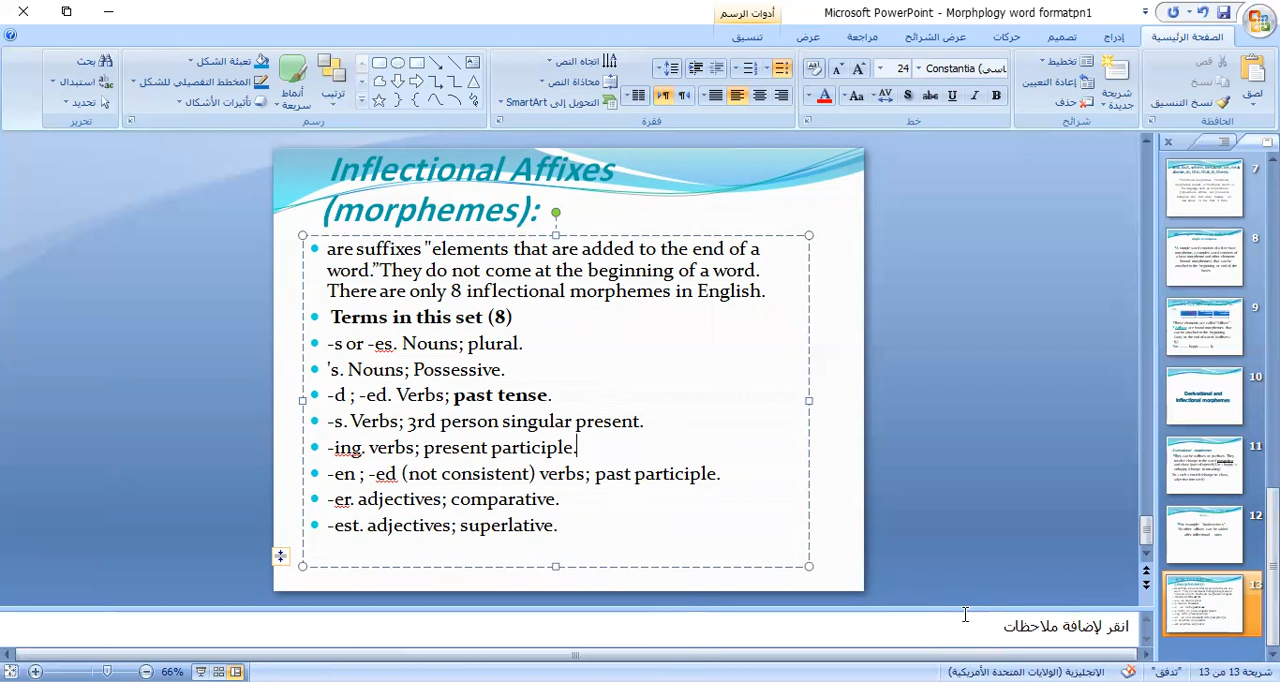 Microsoft PowerPoint - Morphplogy word formatpn1
أدوات الرسم
الصفحة الرئيسية
إدراج
تصميم
حركات
عرض الشرائح
مراجعة
عرض
تنسيق
لصق
قص
نسخ
نسخ التنسيق
الحافظة
شريحة جديدة
تخطيط
إعادة التعيين
حذف
شرائح
Constantia
24
خط
اتجاه النص
محاذاة النص
التحويل إلى SmartArt
فقرة
ترتيب
أنماط سريعة
تعبئة الشكل
المخطط التفصيلي للشكل
تأثيرات الأشكال
رسم
بحث
استبدال
تحديد
تحرير
Inflectional Affixes
(morphemes):
are suffixes "elements that are added to the end of a
word."They do not come at the beginning of a word.
There are only 8 inflectional morphemes in English.
Terms in this set (8)
-s or -es. Nouns; plural.
's. Nouns; Possessive.
-d ; -ed. Verbs; past tense.
-s. Verbs; 3rd person singular present.
-ing. verbs; present participle.
-en ; -ed (not consistent) verbs; past participle.
-er. adjectives; comparative.
-est. adjectives; superlative.
7
8
9
10
Derivational and
Inflectional morphemes
11
12
13
انقر لإضافة ملاحظات
شريحة 13 من 13
"تدفق"
الإنجليزية (الولايات المتحدة الأمريكية)
66%